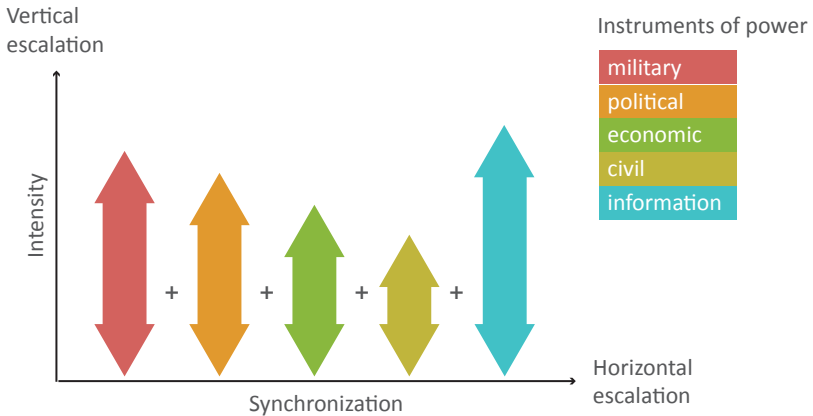 Vertical
escalation
Instruments of power
military
political
economic
civil
information
Intensity
+ + + +
Synchronization
Horizontal
escalation